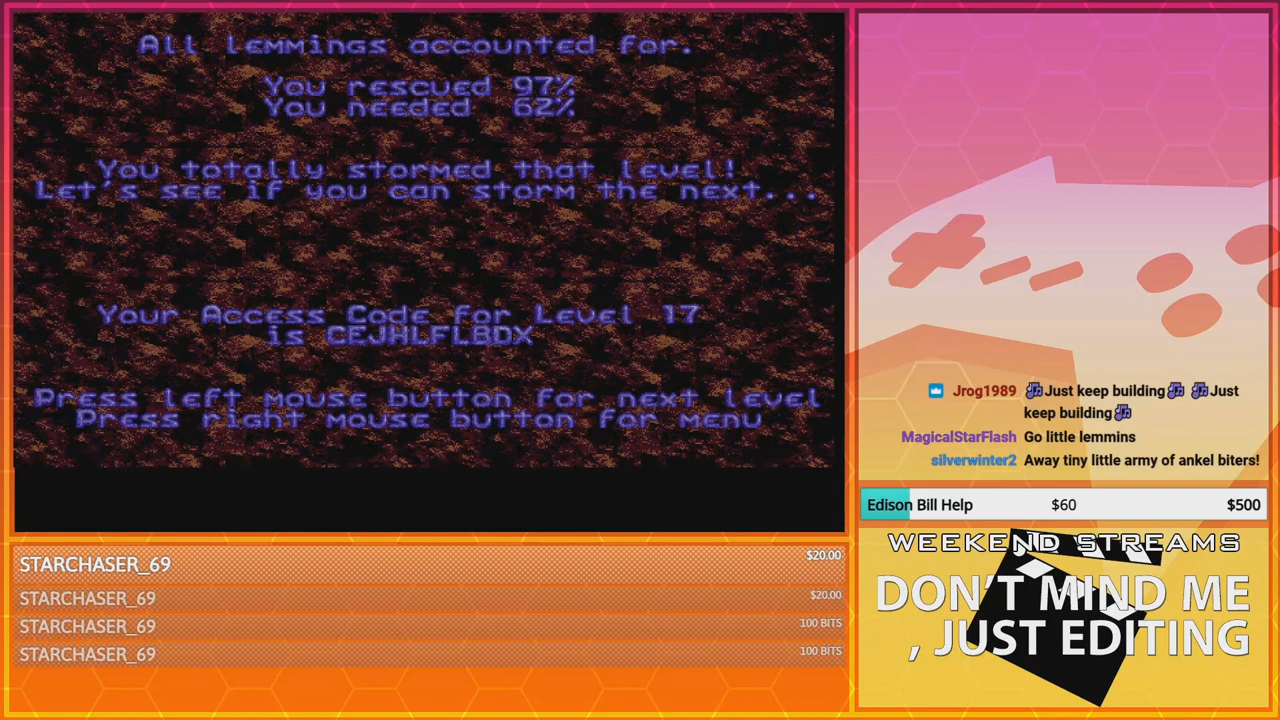 All lemmings accounted for.
You rescued 97%
You needed 62%
You totally stormed that level!
Let's see if you can storm the next...
Your Access Code for Level 17
is CEJHLFLBDX
Press left mouse button for next level
Press right mouse button for menu
Jrog1989 Just keep building Just
keep building
MagicalStarFlash Go little lemmins
silverwinter2 Away tiny little army of ankel biters!
Edison Bill Help $60 $500
WEEKEND STREAMS
DON'T MIND ME
, JUST EDITING
STARCHASER_69 $20.00
STARCHASER_69 $20.00
STARCHASER_69 100 BITS
STARCHASER_69 100 BITS